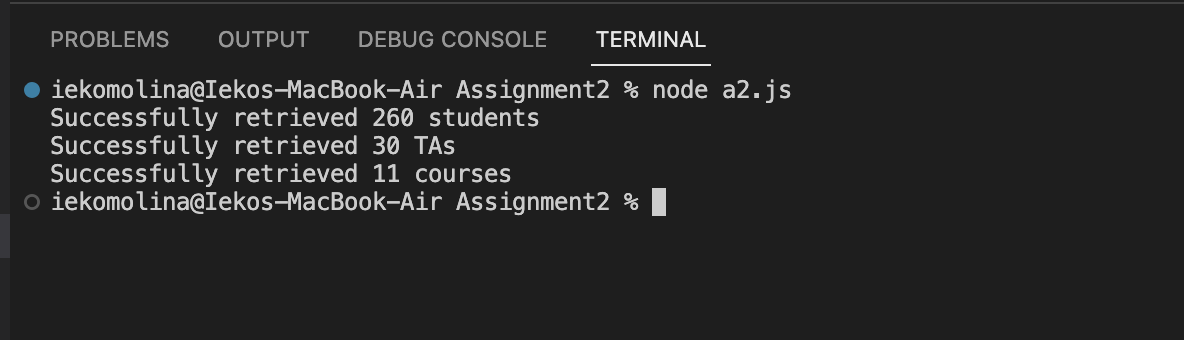 PROBLEMS OUTPUT DEBUG CONSOLE TERMINAL
iekomolina@Iekos-MacBook-Air Assignment2 % node a2.js
Successfully retrieved 260 students
Successfully retrieved 30 TAs
Successfully retrieved 11 courses
iekomolina@Iekos-MacBook-Air Assignment2 %